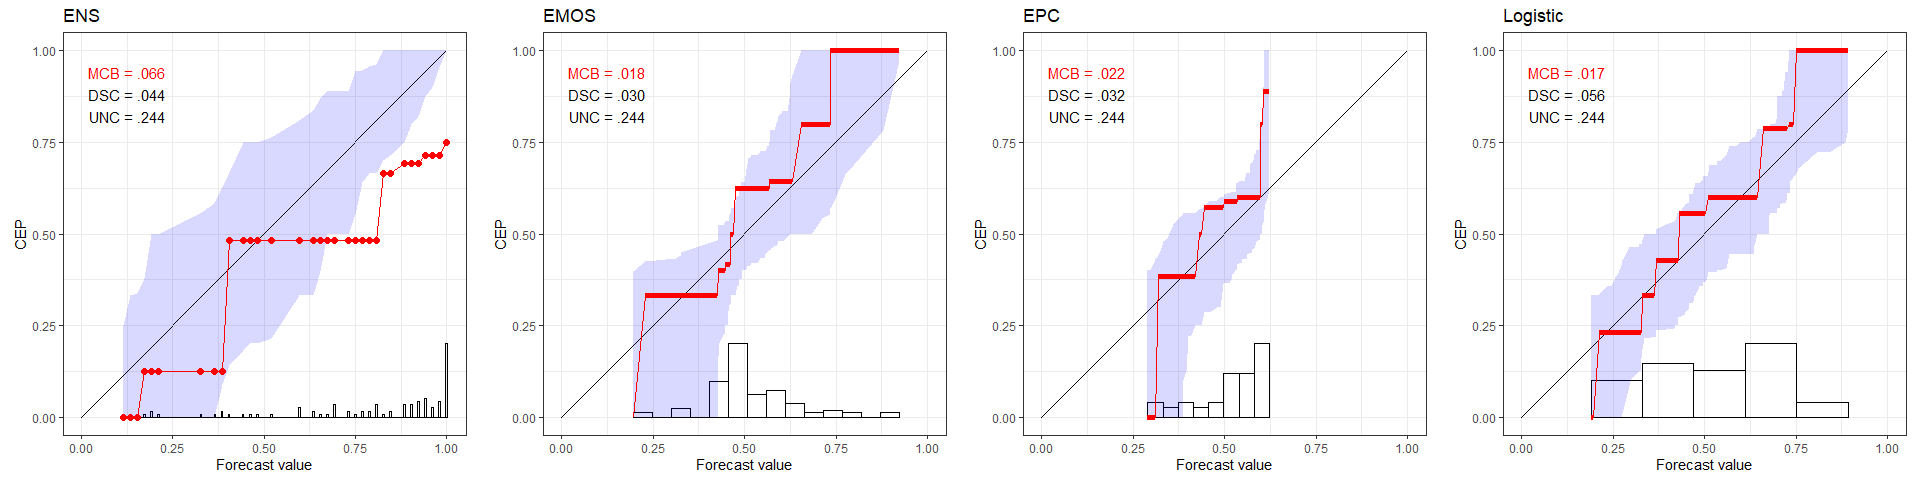 ENS
MCB = .066
DSC = .044
UNC = .244
1.00
0.75
0.50
0.25
0.00
CEP
0.00 0.25 0.50 0.75 1.00
Forecast value
EMOS
MCB = .018
DSC = .030
UNC = .244
1.00
0.75
0.50
0.25
0.00
CEP
0.00 0.25 0.50 0.75 1.00
Forecast value
EPC
MCB = .022
DSC = .032
UNC = .244
1.00
0.75
0.50
0.25
0.00
CEP
0.00 0.25 0.50 0.75 1.00
Forecast value
Logistic
MCB = .017
DSC = .056
UNC = .244
1.00
0.75
0.50
0.25
0.00
CEP
0.00 0.25 0.50 0.75 1.00
Forecast value